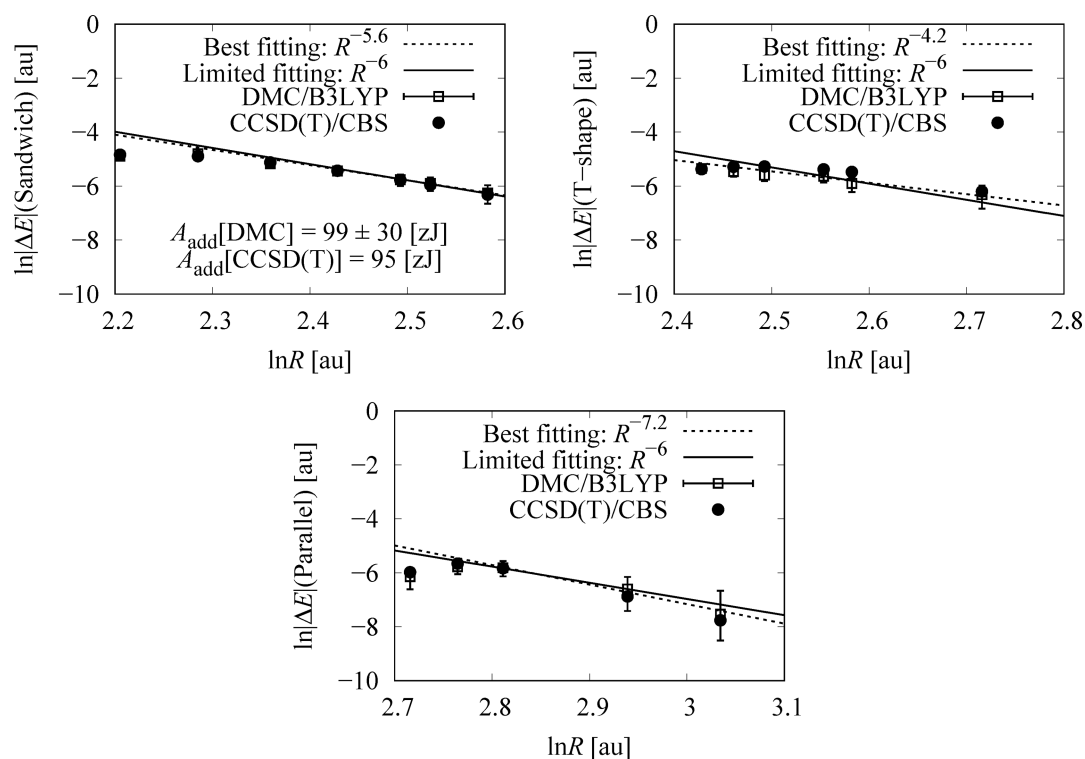 ln|ΔE|(Sandwich) [au]
0
−2
−4
−6
−8
−10
Best fitting: R^−5.6
Limited fitting: R^−6
DMC/B3LYP
CCSD(T)/CBS
A_add[DMC] = 99 ± 30 [zJ]
A_add[CCSD(T)] = 95 [zJ]
2.2 2.3 2.4 2.5 2.6
lnR [au]
ln|ΔE|(T−shape) [au]
0
−2
−4
−6
−8
−10
Best fitting: R^−4.2
Limited fitting: R^−6
DMC/B3LYP
CCSD(T)/CBS
2.4 2.5 2.6 2.7 2.8
lnR [au]
ln|ΔE|(Parallel) [au]
0
−2
−4
−6
−8
−10
Best fitting: R^−7.2
Limited fitting: R^−6
DMC/B3LYP
CCSD(T)/CBS
2.7 2.8 2.9 3 3.1
lnR [au]